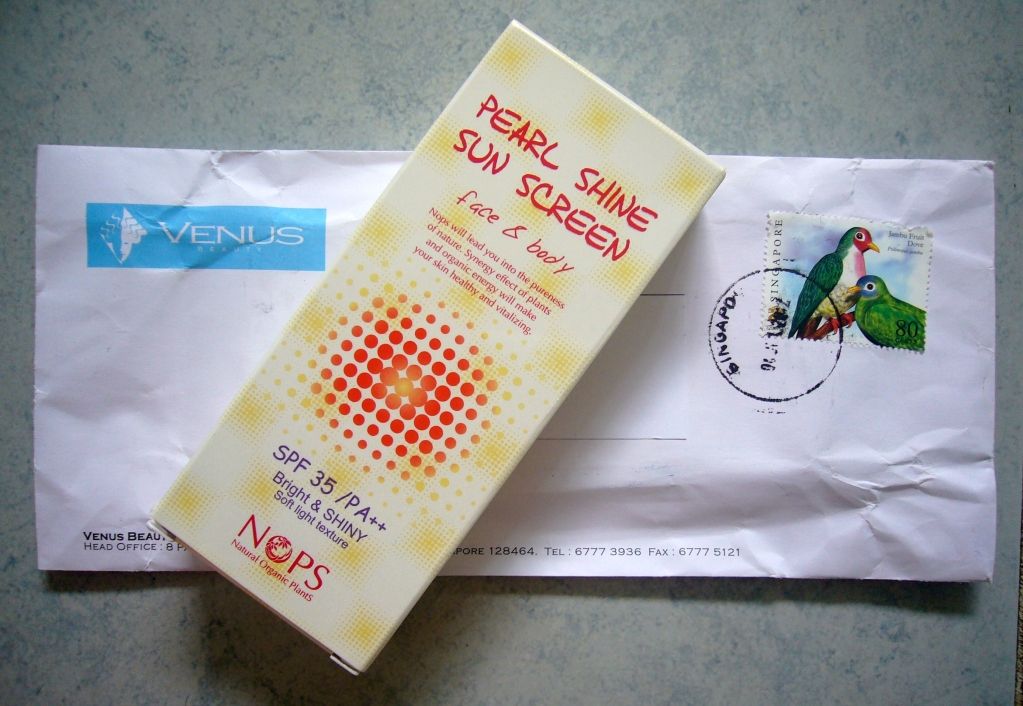 VENUS
BEAUTY
PEARL SHINE
SUN SCREEN
face & body
Nops will lead you into the pureness
of nature. Synergy effect of plants
and organic energy will make
your skin healthy and vitalizing.
SPF 35 /PA++
Bright & SHINY
Soft light texture
NOPS
Natural Organic Plants
SINGAPORE
Jambu Fruit
Dove
80
SINGAPO
VENUS BEAUT
HEAD OFFICE : 8 PA
PORE 128464. TEL : 6777 3936 FAX : 6777 5121